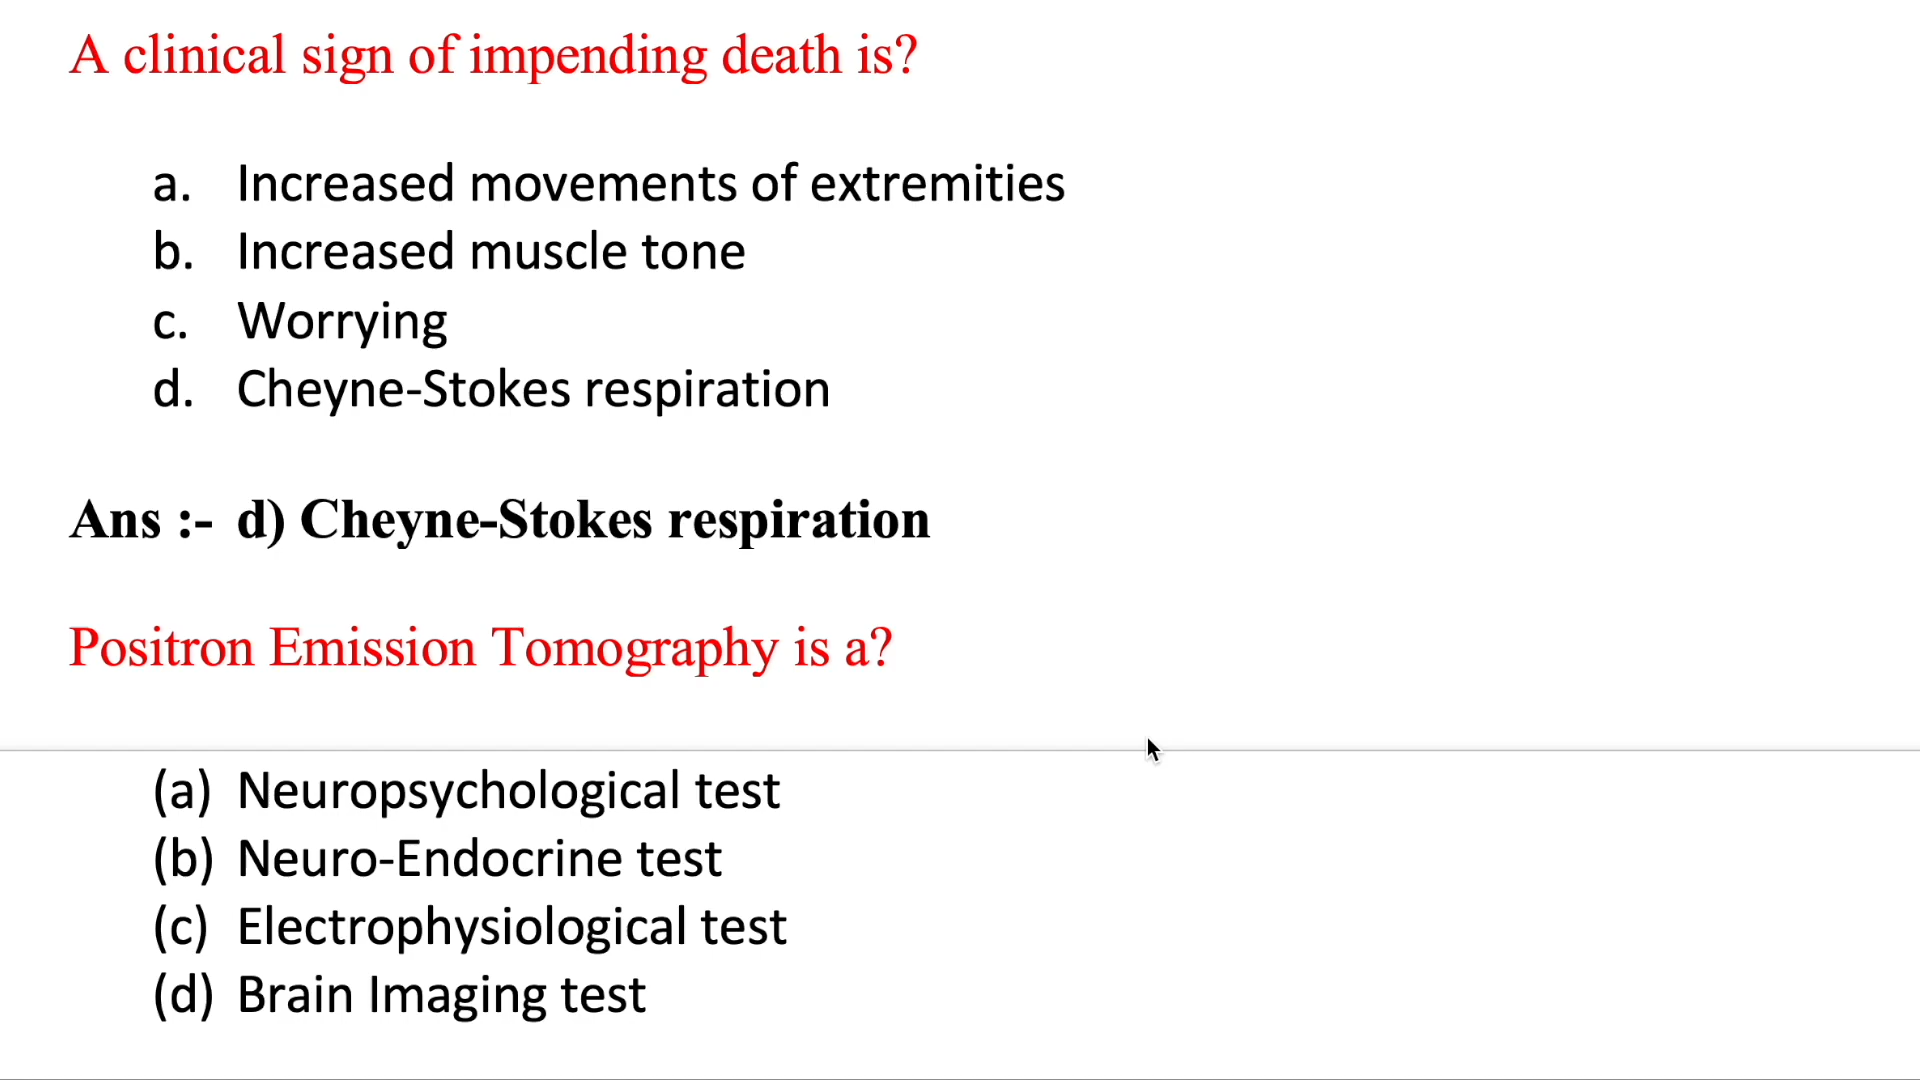 A clinical sign of impending death is?
a. Increased movements of extremities
b. Increased muscle tone
c. Worrying
d. Cheyne-Stokes respiration
Ans :- d) Cheyne-Stokes respiration
Positron Emission Tomography is a?
(a) Neuropsychological test
(b) Neuro-Endocrine test
(c) Electrophysiological test
(d) Brain Imaging test